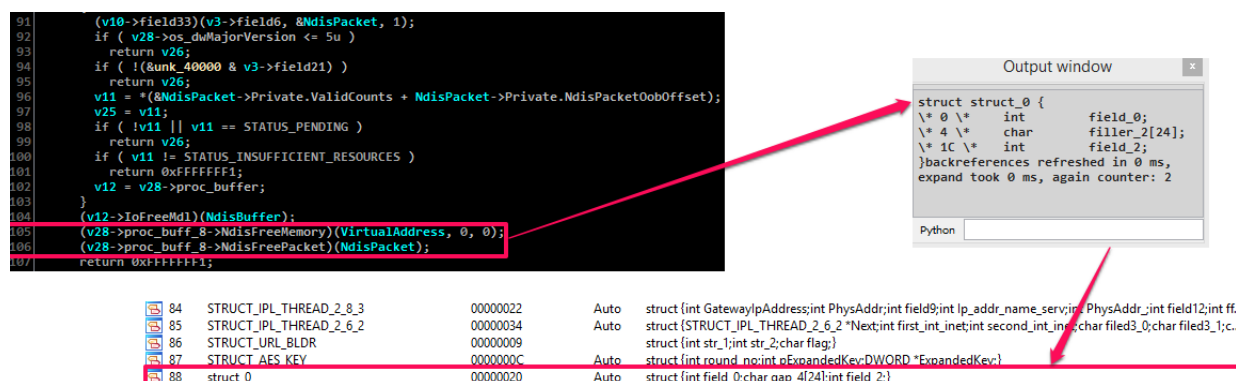 91 (v10->field33)(v3->field6, &NdisPacket, 1);
92 if ( v28->os_dwMajorVersion <= 5u )
93 return v26;
94 if ( !(&unk_40000 & v3->field21) )
95 return v26;
96 v11 = *(&NdisPacket->Private.ValidCounts + NdisPacket->Private.NdisPacketOobOffset);
97 v25 = v11;
98 if ( !v11 || v11 == STATUS_PENDING )
99 return v26;
100 if ( v11 != STATUS_INSUFFICIENT_RESOURCES )
101 return 0xFFFFFFF1;
102 v12 = v28->proc_buffer;
103 }
104 (v12->IoFreeMdl)(NdisBuffer);
105 (v28->proc_buff_8->NdisFreeMemory)(VirtualAddress, 0, 0);
106 (v28->proc_buff_8->NdisFreePacket)(NdisPacket);
107 return 0xFFFFFFF1;
Output window
x
struct struct_0 {
\* 0 \* int field_0;
\* 4 \* char filler_2[24];
\* 1C \* int field_2;
}backreferences refreshed in 0 ms,
expand took 0 ms, again counter: 2
Python
84 STRUCT_IPL_THREAD_2_8_3 00000022 Auto struct {int GatewayIpAddress;int PhysAddr;int field9;int Ip_addr_name_serv;int PhysAddr_;int field12;int ff..
85 STRUCT_IPL_THREAD_2_6_2 00000034 Auto struct {STRUCT_IPL_THREAD_2_6_2 *Next;int first_int_inet;int second_int_inet;char filed3_0;char filed3_1;c...
86 STRUCT_URL_BLDR 00000009 struct {int str_1;int str_2;char flag;}
87 STRUCT_AES_KEY 0000000C Auto struct {int round_no;int pExpandedKey;DWORD *ExpandedKey;}
88 struct_0 00000020 Auto struct {int field_0;char gap_4[24];int field_2;}